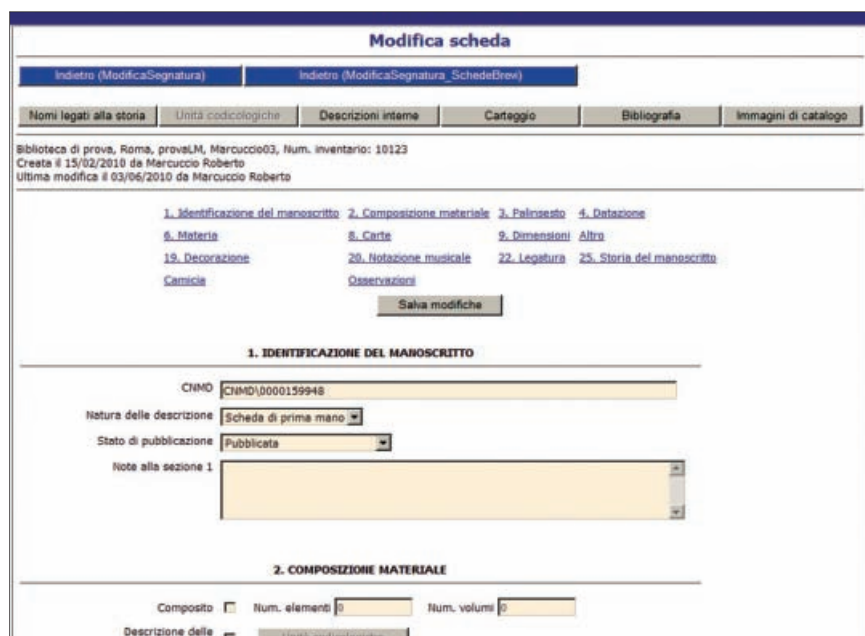 Modifica scheda
Indietro (ModificaSegnatura) Indietro (ModificaSegnatura_SchedeBrevi)
Nomi legati alla storia Unità codicologiche Descrizioni interne Carteggio Bibliografia Immagini di catalogo
Biblioteca di prova, Roma, provaLM, Marcuccio03, Num. inventario: 10123
Creata il 15/02/2010 da Marcuccio Roberto
Ultima modifica il 03/06/2010 da Marcuccio Roberto
1. Identificazione del manoscritto 2. Composizione materiale 3. Palinsesto 4. Datazione
6. Materia 8. Carte 9. Dimensioni Altro
19. Decorazione 20. Notazione musicale 22. Legatura 25. Storia del manoscritto
Camicia Osservazioni
Salva modifiche
1. IDENTIFICAZIONE DEL MANOSCRITTO
CNMD CNMD\0000159948
Natura delle descrizione Scheda di prima mano
Stato di pubblicazione Pubblicata
Note alla sezione 1
2. COMPOSIZIONE MATERIALE
Composito Num. elementi 0 Num. volumi 0
Descrizione delle Unità codicologiche